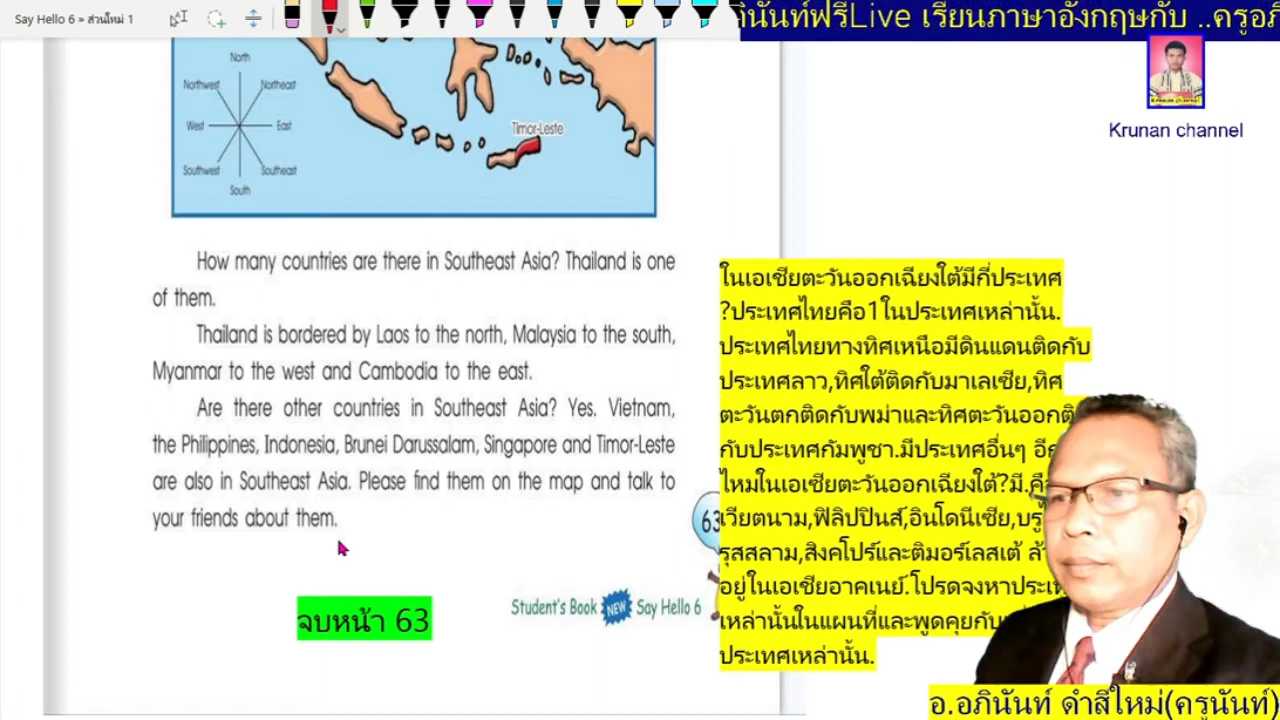 Say Hello 6 » ส่วนใหม่ 1
ภินันท์ฟรีLive เรียนภาษาอังกฤษกับ ..ครูอภิ
Krunan channel
North
Northwest
Northeast
West
East
Southwest
Southeast
South
Timor-Leste
How many countries are there in Southeast Asia? Thailand is one
of them.
Thailand is bordered by Laos to the north, Malaysia to the south,
Myanmar to the west and Cambodia to the east.
Are there other countries in Southeast Asia? Yes. Vietnam,
the Philippines, Indonesia, Brunei Darussalam, Singapore and Timor-Leste
are also in Southeast Asia. Please find them on the map and talk to
your friends about them.
63
จบหน้า 63
Student's Book NEW Say Hello 6
ในเอเชียตะวันออกเฉียงใต้มีกี่ประเทศ
?ประเทศไทยคือ1ในประเทศเหล่านั้น.
ประเทศไทยทางทิศเหนือมีดินแดนติดกับ
ประเทศลาว,ทิศใต้ติดกับมาเลเซีย,ทิศ
ตะวันตกติดกับพม่าและทิศตะวันออก
กับประเทศกัมพูชา.มีประเทศอื่นๆ
ไหมในเอเชียตะวันออกเฉียงใต้?มี.
เวียตนาม,ฟิลิปปินส์,อินโดนีเซีย,
รุสสลาม,สิงคโปร์และติมอร์เลสเต้
อยู่ในเอเชียอาคเนย์.โปรดจงหา
เหล่านั้นในแผนที่และพูดคุยกับ
ประเทศเหล่านั้น.
อ.อภินันท์ ดำสีใหม่(ครูนันท์)